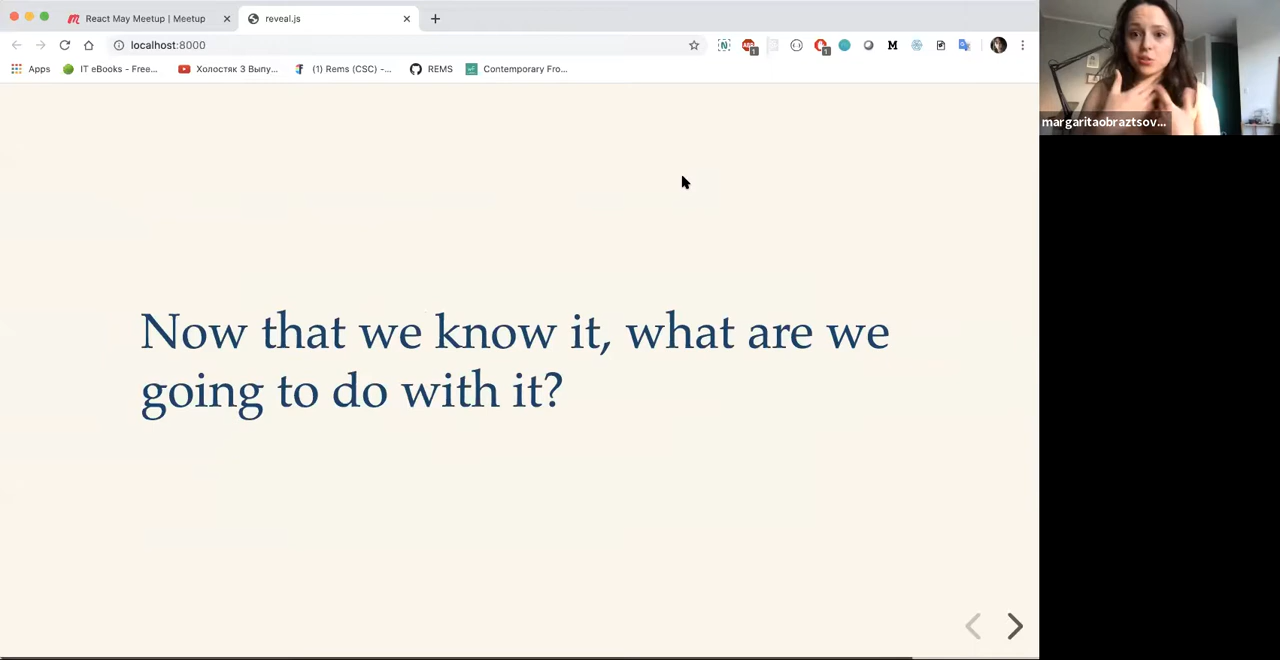 React May Meetup | Meetup
reveal.js
localhost:8000
Apps
IT eBooks - Free...
Холостяк 3 Выпу...
(1) Rems (CSC) -...
REMS
Contemporary Fro...
margaritaobraztsov...
Now that we know it, what are we
going to do with it?